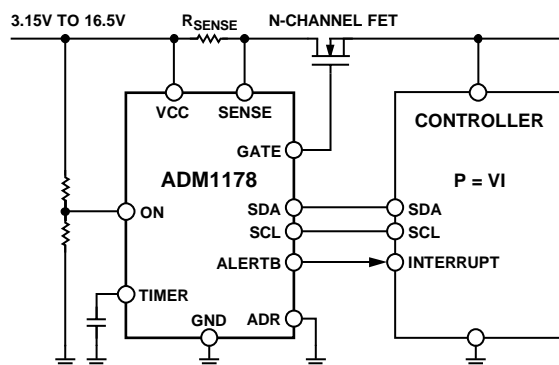 3.15V TO 16.5V
RSENSE
N-CHANNEL FET
VCC
SENSE
CONTROLLER
GATE
ADM1178
P = VI
ON
SDA
SDA
SCL
SCL
ALERTB
INTERRUPT
TIMER
GND
ADR